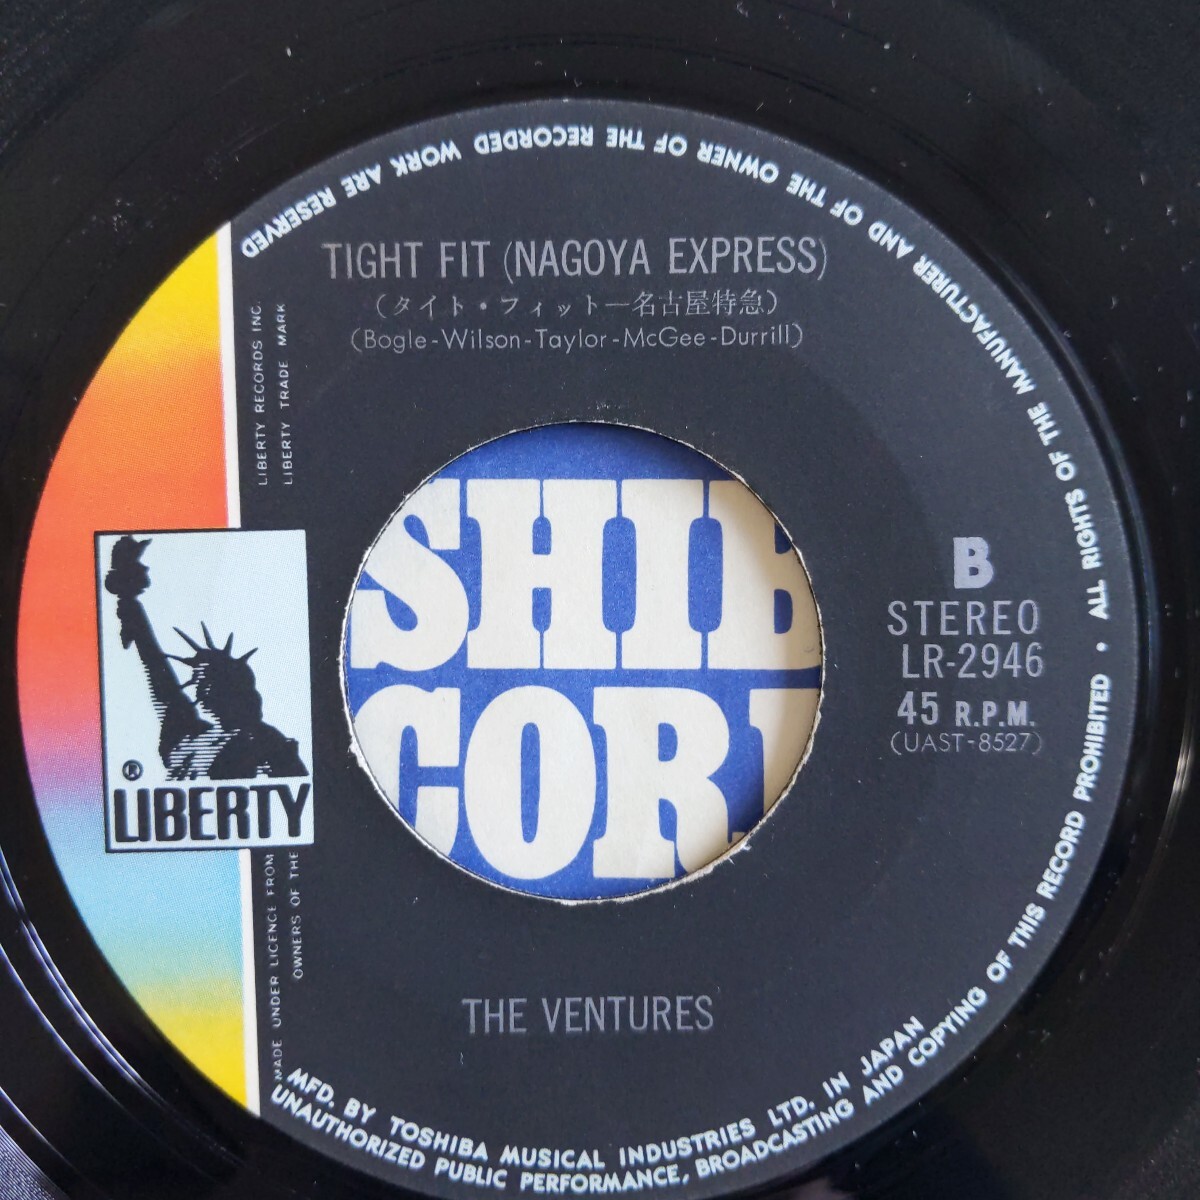 TIGHT FIT (NAGOYA EXPRESS)
(タイト・フィットー名古屋特急)
(Bogle-Wilson-Taylor-McGee-Durrill)
B
STEREO
LR-2946
45 R.P.M.
(UAST-8527)
THE VENTURES
LIBERTY RECORDS INC.
LIBERTY TRADE MARK
®
LIBERTY
MADE UNDER LICENCE FROM
OWNERS OF THE
SHIB
COR
MFD. BY TOSHIBA MUSICAL INDUSTRIES LTD. IN JAPAN
• ALL RIGHTS OF THE MANUFACTURER AND OF THE OWNER OF THE RECORDED WORK ARE RESERVED
UNAUTHORIZED PUBLIC PERFORMANCE, BROADCASTING AND COPYING OF THIS RECORD PROHIBITED